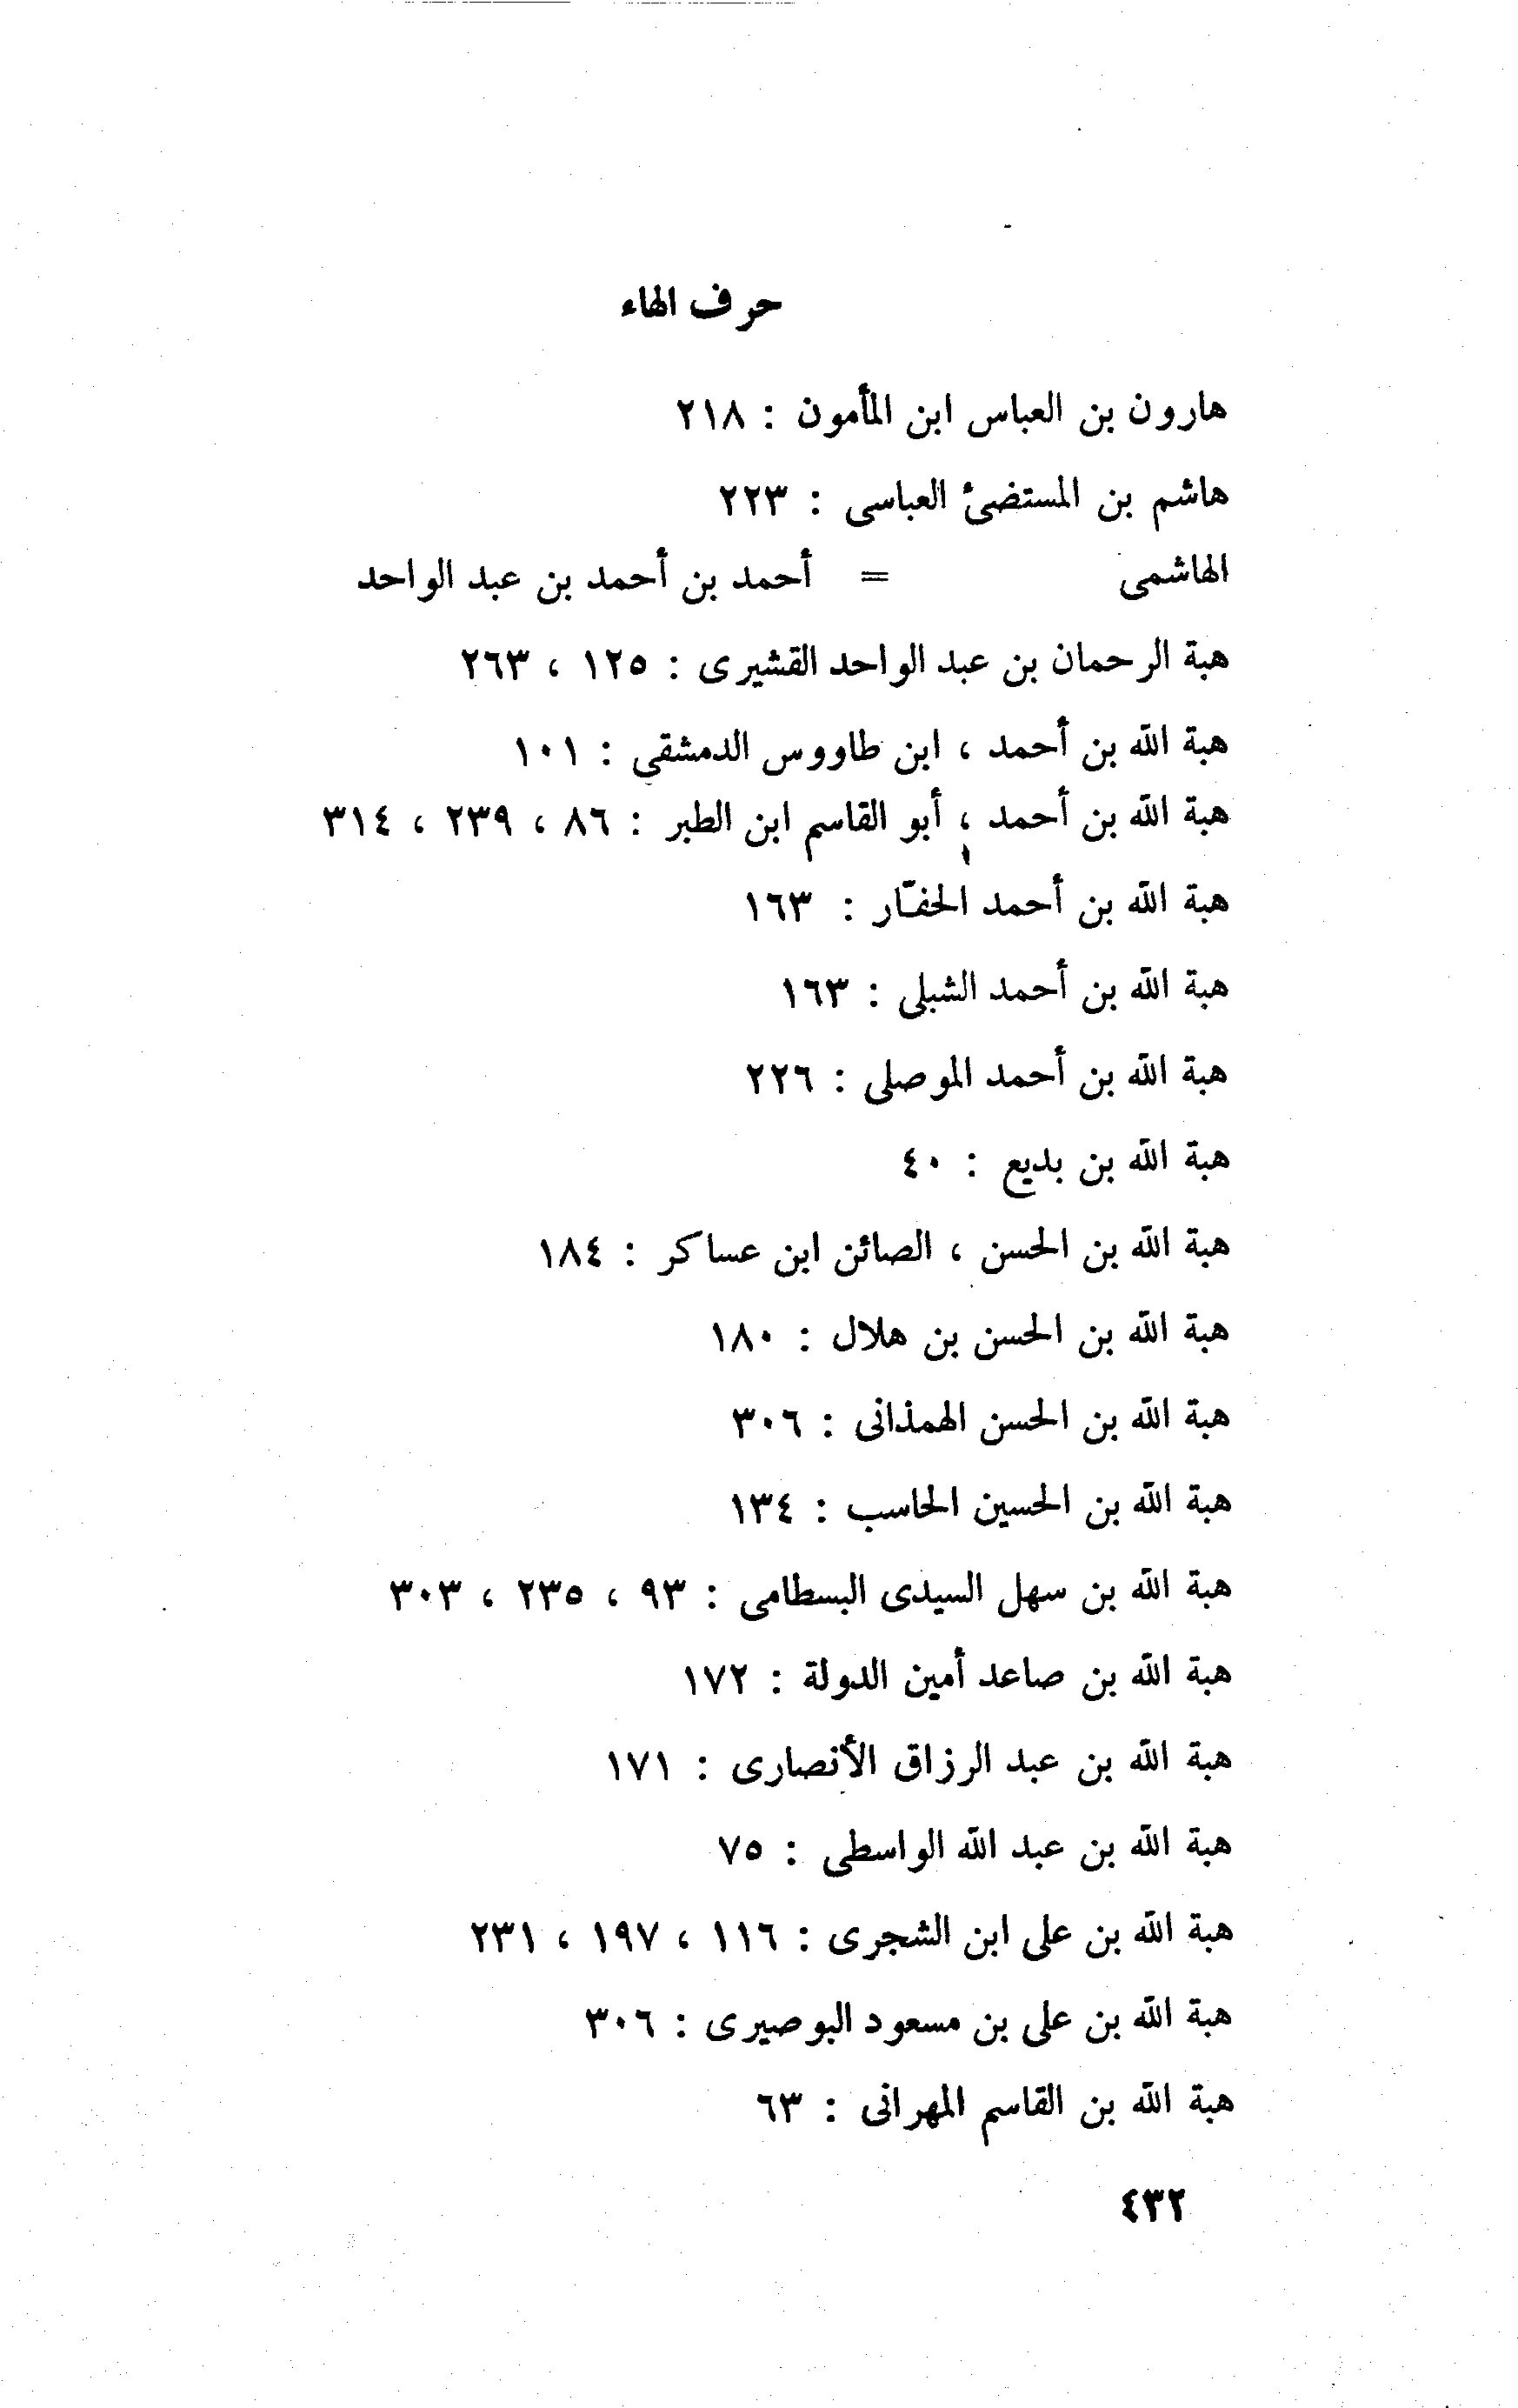 حرف الهاء
هارون بن العباس ابن المأمون : ٢١٨
هاشم بن المستضئ العباسى : ٢٢٣
الهاشمى = أحمد بن أحمد بن عبد الواحد
هبة الرحمان بن عبد الواحد القشيرى : ١٢٥ ، ٢٦٣
هبة الله بن أحمد ، ابن طاووس الدمشقي : ١٠١
هبة الله بن أحمد ، أبو القاسم ابن الطبر : ٨٦ ، ٢٣٩ ، ٣١٤
هبة الله بن أحمد الحفّار : ١٦٣
هبة الله بن أحمد الشبلى : ١٦٣
هبة الله بن أحمد الموصلى : ٢٢٦
هبة الله بن بديع : ٤٠
هبة الله بن الحسن ، الصائن ابن عساكر : ١٨٤
هبة الله بن الحسن بن هلال : ١٨٠
هبة الله بن الحسن الهمذانى : ٣٠٦
هبة الله بن الحسين الحاسب : ١٣٤
هبة الله بن سهل السيدى البسطامى : ٩٣ ، ٢٣٥ ، ٣٠٣
هبة الله بن صاعد أمين الدولة : ١٧٢
هبة الله بن عبد الرزاق الأنصارى : ١٧١
هبة الله بن عبد الله الواسطى : ٧٥
هبة الله بن على ابن الشجرى : ١١٦ ، ١٩٧ ، ٢٣١
هبة الله بن على بن مسعود البوصيرى : ٣٠٦
هبة الله بن القاسم المهرانى : ٦٣
٤٣٢